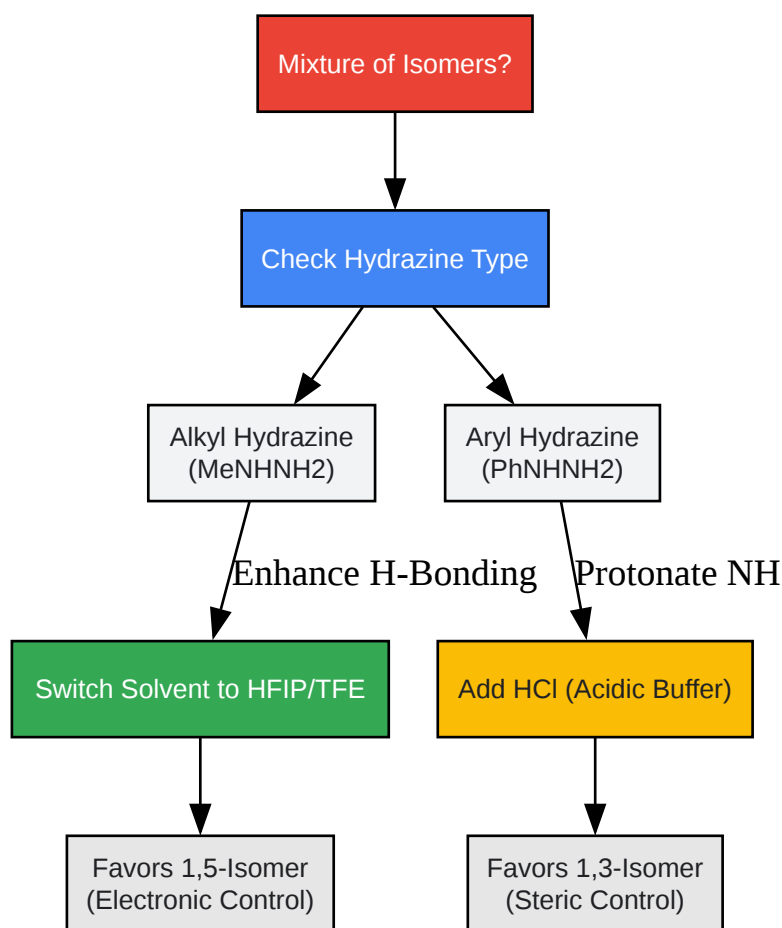 Mixture of Isomers?
Check Hydrazine Type
Alkyl Hydrazine
(MeNHNH2)
Aryl Hydrazine
(PhNHNH2)
Enhance H-Bonding
Protonate NH
Switch Solvent to HFIP/TFE
Add HCl (Acidic Buffer)
Favors 1,5-Isomer
(Electronic Control)
Favors 1,3-Isomer
(Steric Control)